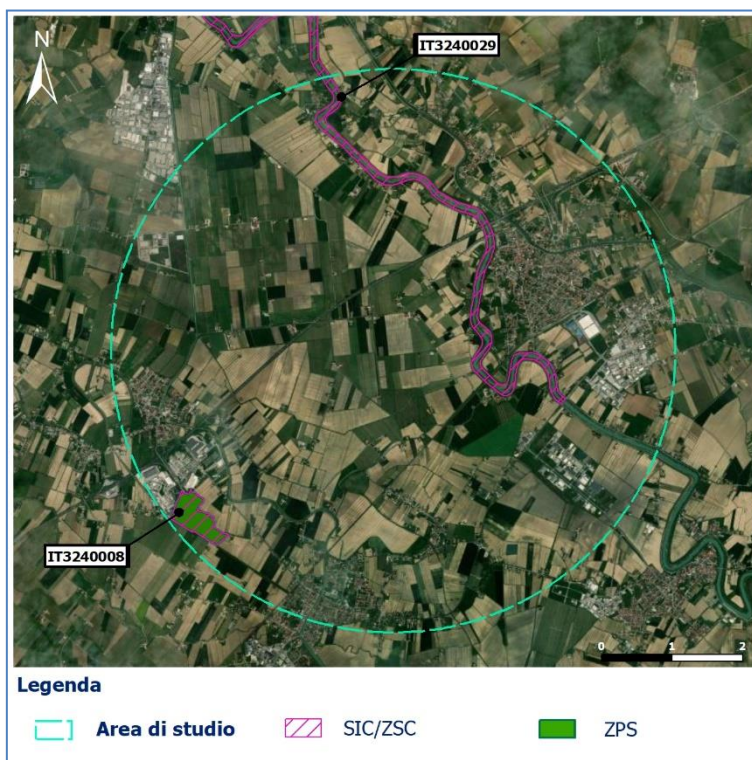 N
IT3240029
IT3240008
0 1 2
Legenda
Area di studio
SIC/ZSC
ZPS